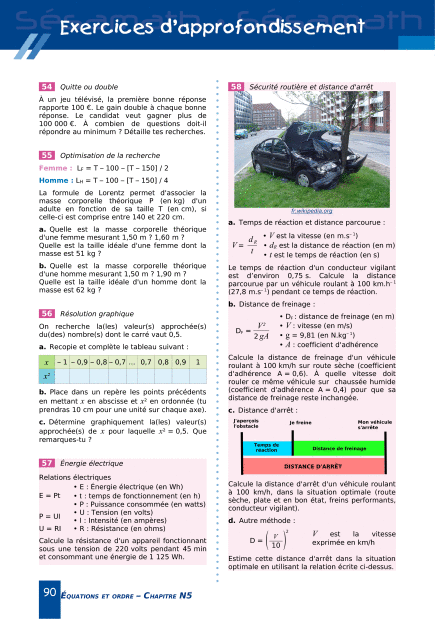 Exercices d'approfondissement
54 Quitte ou double
À un jeu télévisé, la première bonne réponse
rapporte 100 €. Le gain double à chaque bonne
réponse. Le candidat veut gagner plus de
100 000 €. À combien de questions doit-il
répondre au minimum ? Détaille tes recherches.
55 Optimisation de la recherche
Femme : LF = T – 100 – [T – 150] / 2
Homme : LH = T – 100 – [T – 150] / 4
La formule de Lorentz permet d'associer la
masse corporelle théorique P (en kg) d'un
adulte en fonction de sa taille T (en cm), si
celle-ci est comprise entre 140 et 220 cm.
a. Quelle est la masse corporelle théorique
d'une femme mesurant 1,50 m ? 1,60 m ?
Quelle est la taille idéale d'une femme dont la
masse est 51 kg ?
b. Quelle est la masse corporelle théorique
d'une homme mesurant 1,50 m ? 1,90 m ?
Quelle est la taille idéale d'un homme dont la
masse est 62 kg ?
56 Résolution graphique
On recherche la(les) valeur(s) approchée(s)
du(des) nombre(s) dont le carré vaut 0,5.
a. Recopie et complète le tableau suivant :
x – 1 – 0,9 – 0,8 – 0,7 ... 0,7 0,8 0,9 1
x²
b. Place dans un repère les points précédents
en mettant x en abscisse et x² en ordonnée (tu
prendras 10 cm pour une unité sur chaque axe).
c. Détermine graphiquement la(les) valeur(s)
approchée(s) de x pour laquelle x² = 0,5. Que
remarques-tu ?
57 Énergie électrique
Relations électriques
• E : Énergie électrique (en Wh)
E = Pt • t : temps de fonctionnement (en h)
• P : Puissance consommée (en watts)
P = UI • U : Tension (en volts)
• I : Intensité (en ampères)
U = RI • R : Résistance (en ohms)
Calcule la résistance d'un appareil fonctionnant
sous une tension de 220 volts pendant 45 min
et consommant une énergie de 1 125 Wh.
58 Sécurité routière et distance d'arrêt
fr.wikipedia.org
a. Temps de réaction et distance parcourue :
V = dR / t
• V est la vitesse (en m.s⁻¹)
• dR est la distance de réaction (en m)
• t est le temps de réaction (en s)
Le temps de réaction d'un conducteur vigilant
est d'environ 0,75 s. Calcule la distance
parcourue par un véhicule roulant à 100 km.h⁻¹
(27,8 m.s⁻¹) pendant ce temps de réaction.
b. Distance de freinage :
DF = V² / 2 gA
• DF : distance de freinage (en m)
• V : vitesse (en m/s)
• g = 9,81 (en N.kg⁻¹)
• A : coefficient d'adhérence
Calcule la distance de freinage d'un véhicule
roulant à 100 km/h sur route sèche (coefficient
d'adhérence A = 0,6). À quelle vitesse doit
rouler ce même véhicule sur chaussée humide
(coefficient d'adhérence A = 0,4) pour que sa
distance de freinage reste inchangée.
c. Distance d'arrêt :
J'aperçois l'obstacle
Je freine
Mon véhicule s'arrête
Temps de réaction
Distance de freinage
DISTANCE D'ARRÊT
Calcule la distance d'arrêt d'un véhicule roulant
à 100 km/h, dans la situation optimale (route
sèche, plate et en bon état, freins performants,
conducteur vigilant).
d. Autre méthode :
D = (V / 10)² V est la vitesse
exprimée en km/h
Estime cette distance d'arrêt dans la situation
optimale en utilisant la relation écrite ci-dessus.
90 ÉQUATIONS ET ORDRE – CHAPITRE N5